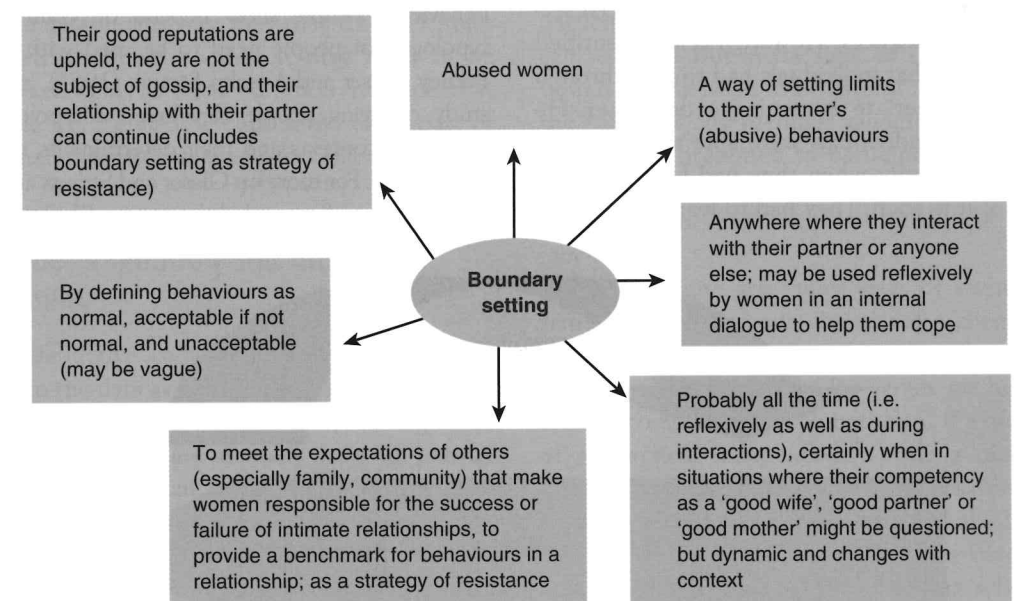 Their good reputations are
upheld, they are not the
subject of gossip, and their
relationship with their partner
can continue (includes
boundary setting as strategy of
resistance)
Abused women
A way of setting limits
to their partner's
(abusive) behaviours
Anywhere where they interact
with their partner or anyone
else; may be used reflexively
by women in an internal
dialogue to help them cope
Boundary
setting
By defining behaviours as
normal, acceptable if not
normal, and unacceptable
(may be vague)
To meet the expectations of others
(especially family, community) that make
women responsible for the success or
failure of intimate relationships, to
provide a benchmark for behaviours in a
relationship; as a strategy of resistance
Probably all the time (i.e.
reflexively as well as during
interactions), certainly when in
situations where their competency
as a 'good wife', 'good partner' or
'good mother' might be questioned;
but dynamic and changes with
context